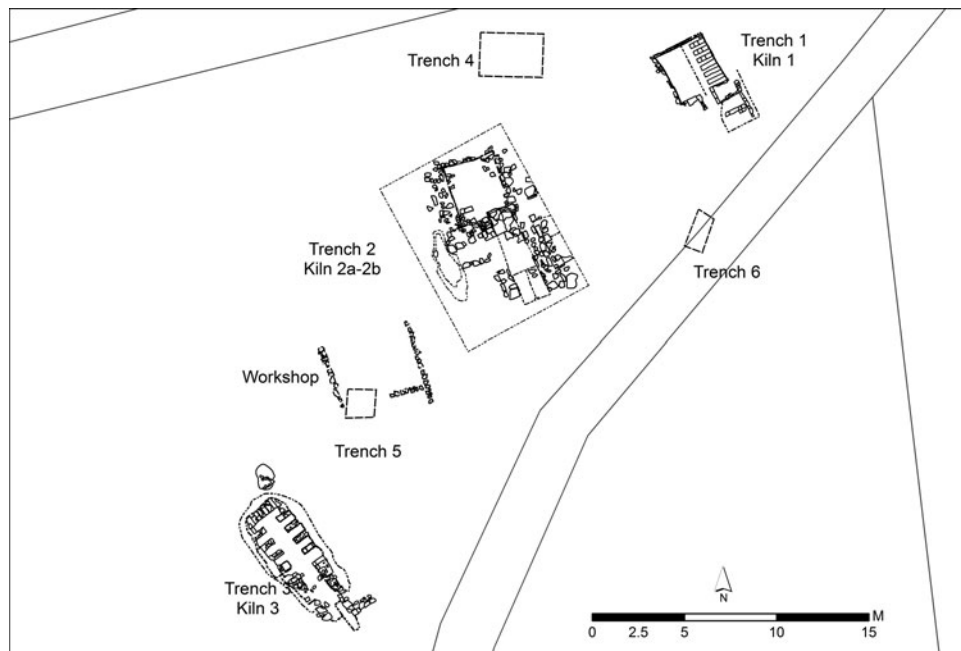 Trench 4
Trench 1
Kiln 1
Trench 2
Kiln 2a-2b
Trench 6
Workshop
Trench 5
Trench 3
Kiln 3
N
M
0 2.5 5 10 15